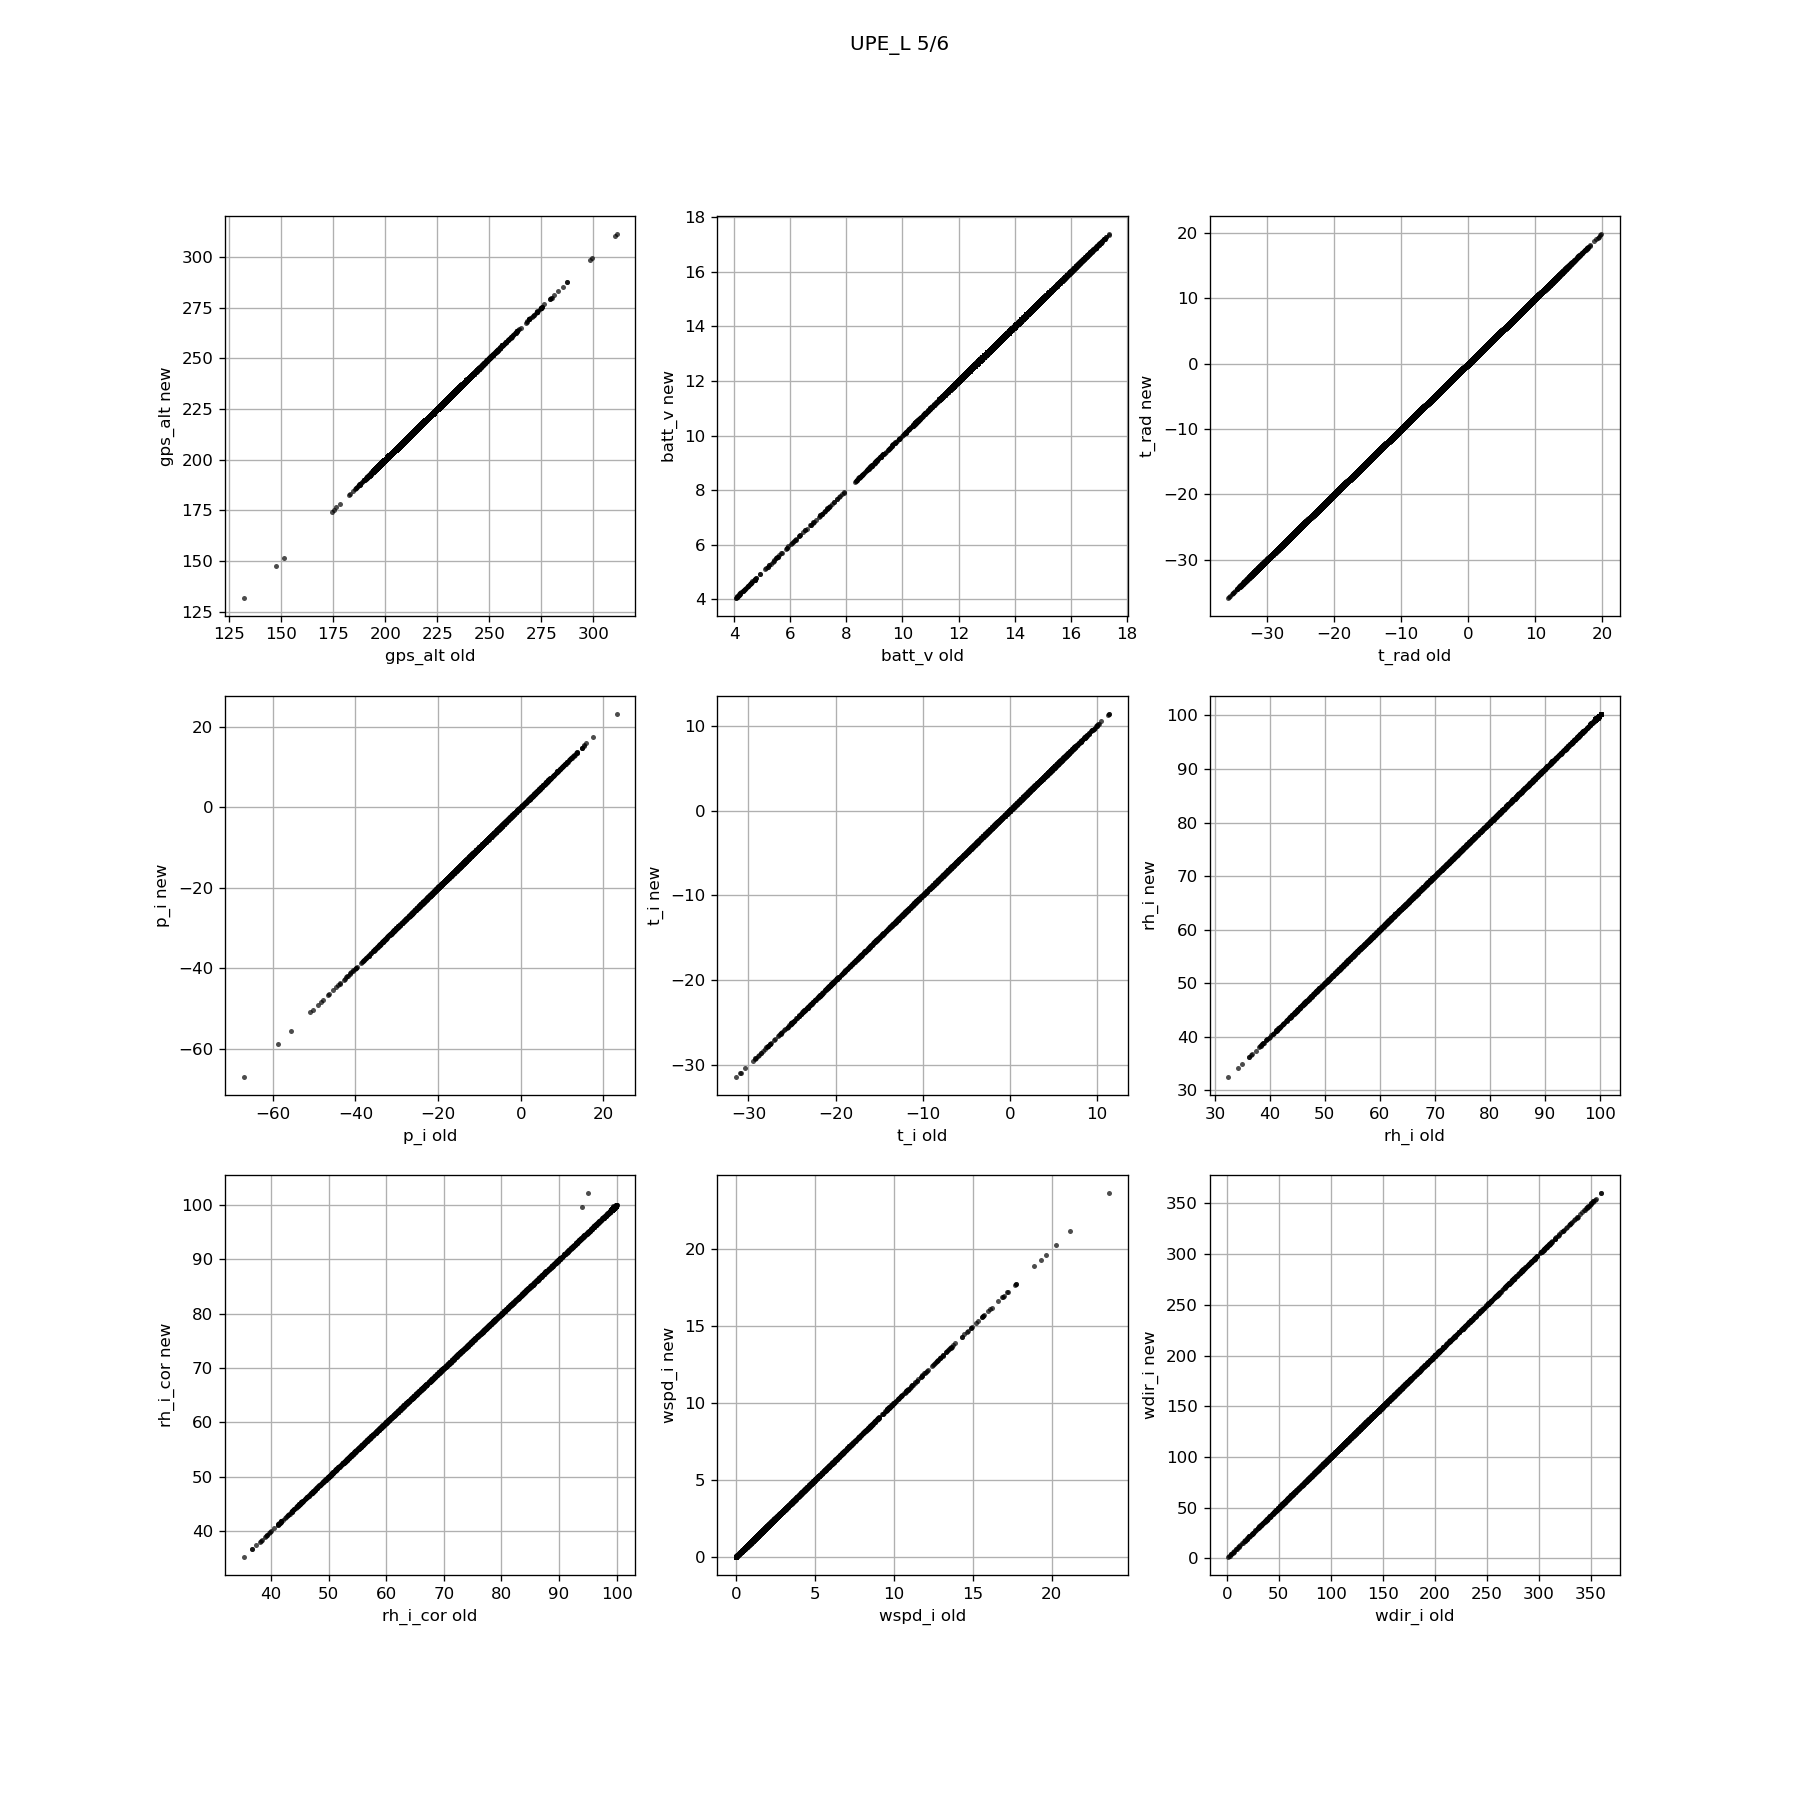 UPE_L 5/6
300
275
250
225
200
175
150
125
gps_alt new
125 150 175 200 225 250 275 300
gps_alt old
18
16
14
12
10
8
6
4
batt_v new
4 6 8 10 12 14 16 18
batt_v old
20
10
0
−10
−20
−30
t_rad new
−30 −20 −10 0 10 20
t_rad old
20
0
−20
−40
−60
p_i new
−60 −40 −20 0 20
p_i old
10
0
−10
−20
−30
t_i new
−30 −20 −10 0 10
t_i old
100
90
80
70
60
50
40
30
rh_i new
30 40 50 60 70 80 90 100
rh_i old
100
90
80
70
60
50
40
rh_i_cor new
40 50 60 70 80 90 100
rh_i_cor old
20
15
10
5
0
wspd_i new
0 5 10 15 20
wspd_i old
350
300
250
200
150
100
50
0
wdir_i new
0 50 100 150 200 250 300 350
wdir_i old